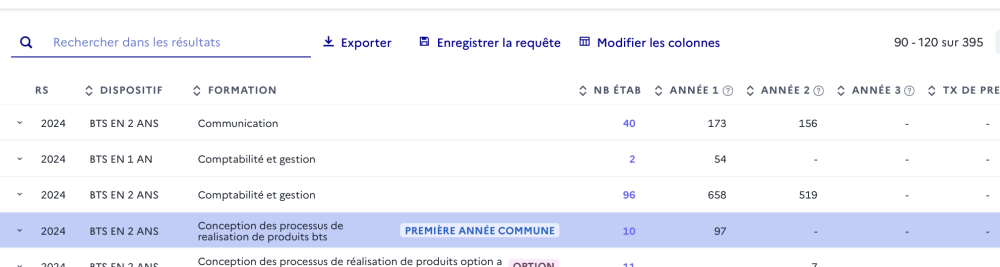 Rechercher dans les résultats Exporter Enregistrer la requête Modifier les colonnes 90 - 120 sur 395
RS DISPOSITIF FORMATION NB ÉTAB ANNÉE 1 ? ANNÉE 2 ? ANNÉE 3 ? TX DE PRE
2024 BTS EN 2 ANS Communication 40 173 156 - -
2024 BTS EN 1 AN Comptabilité et gestion 2 54 - - -
2024 BTS EN 2 ANS Comptabilité et gestion 96 658 519 - -
2024 BTS EN 2 ANS Conception des processus de PREMIÈRE ANNÉE COMMUNE 10 97 - - -
realisation de produits bts
2024 BTS EN 2 ANS Conception des processus de réalisation de produits option a OPTION 11 7